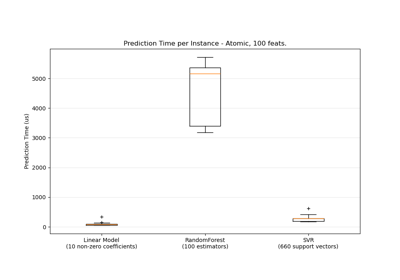 Prediction Time per Instance - Atomic, 100 feats.
Prediction Time (us)
5000
4000
3000
2000
1000
0
Linear Model
(10 non-zero coefficients)
RandomForest
(100 estimators)
SVR
(660 support vectors)